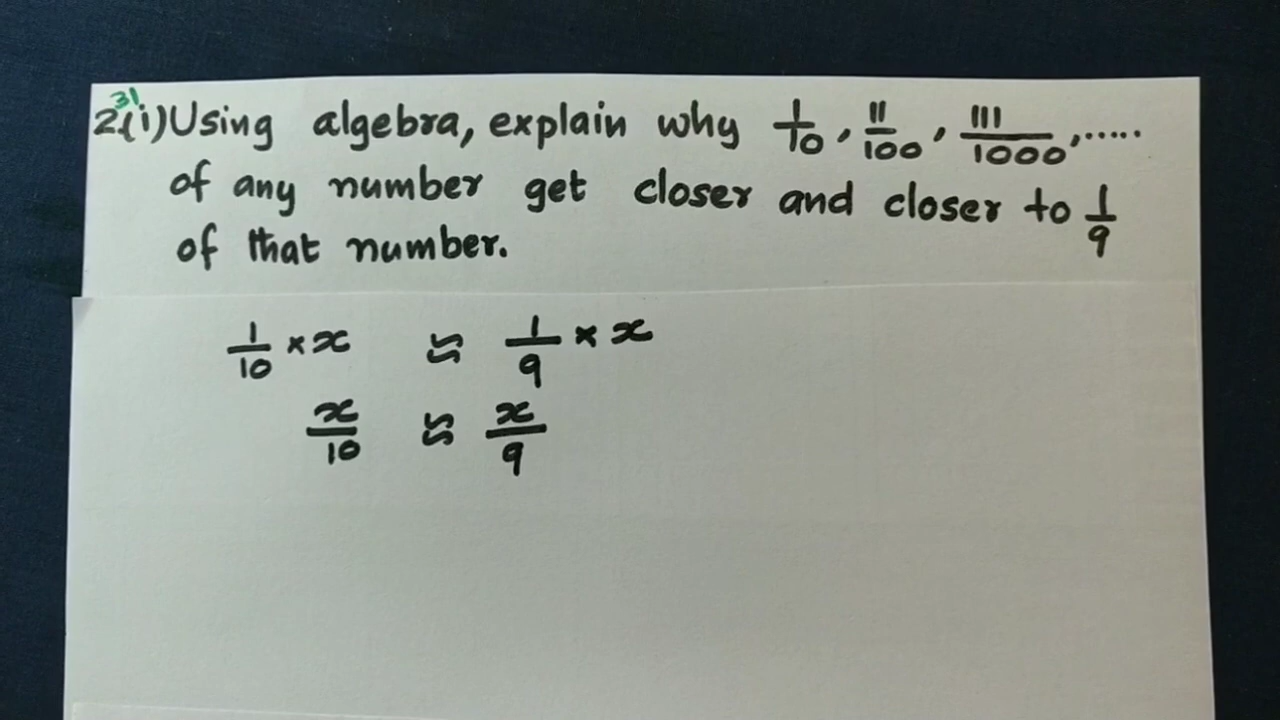 31
2(i) Using algebra, explain why 1/10, 11/100, 111/1000, .....
of any number get closer and closer to 1/9
of that number.
1/10 × x ≈ 1/9 × x
x/10 ≈ x/9